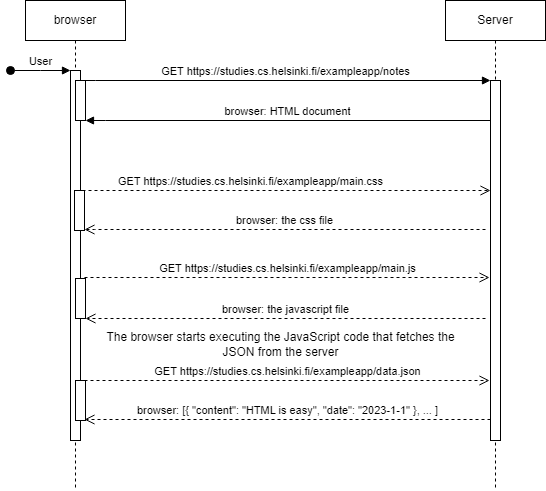 browser
Server
User
GET https://studies.cs.helsinki.fi/exampleapp/notes
browser: HTML document
GET https://studies.cs.helsinki.fi/exampleapp/main.css
browser: the css file
GET https://studies.cs.helsinki.fi/exampleapp/main.js
browser: the javascript file
The browser starts executing the JavaScript code that fetches the
JSON from the server
GET https://studies.cs.helsinki.fi/exampleapp/data.json
browser: [{ "content": "HTML is easy", "date": "2023-1-1" }, ... ]